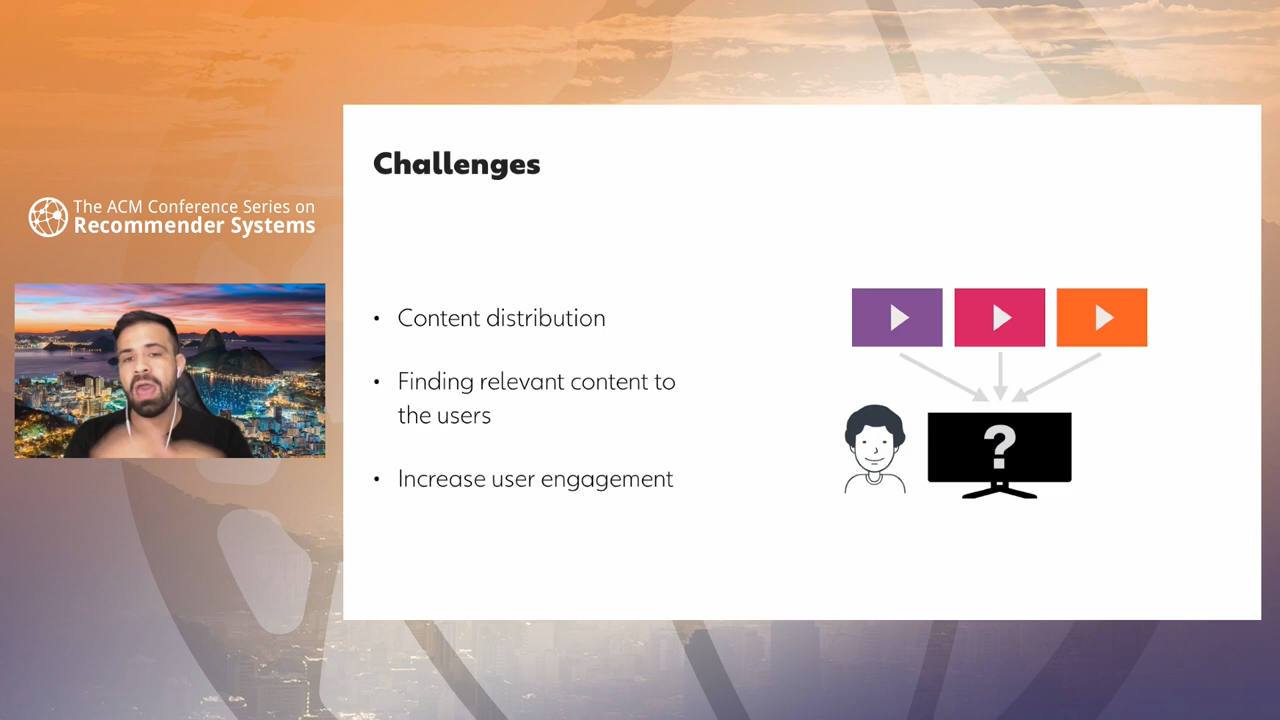 The ACM Conference Series on
Recommender Systems
Challenges
• Content distribution
• Finding relevant content to
the users
• Increase user engagement
?